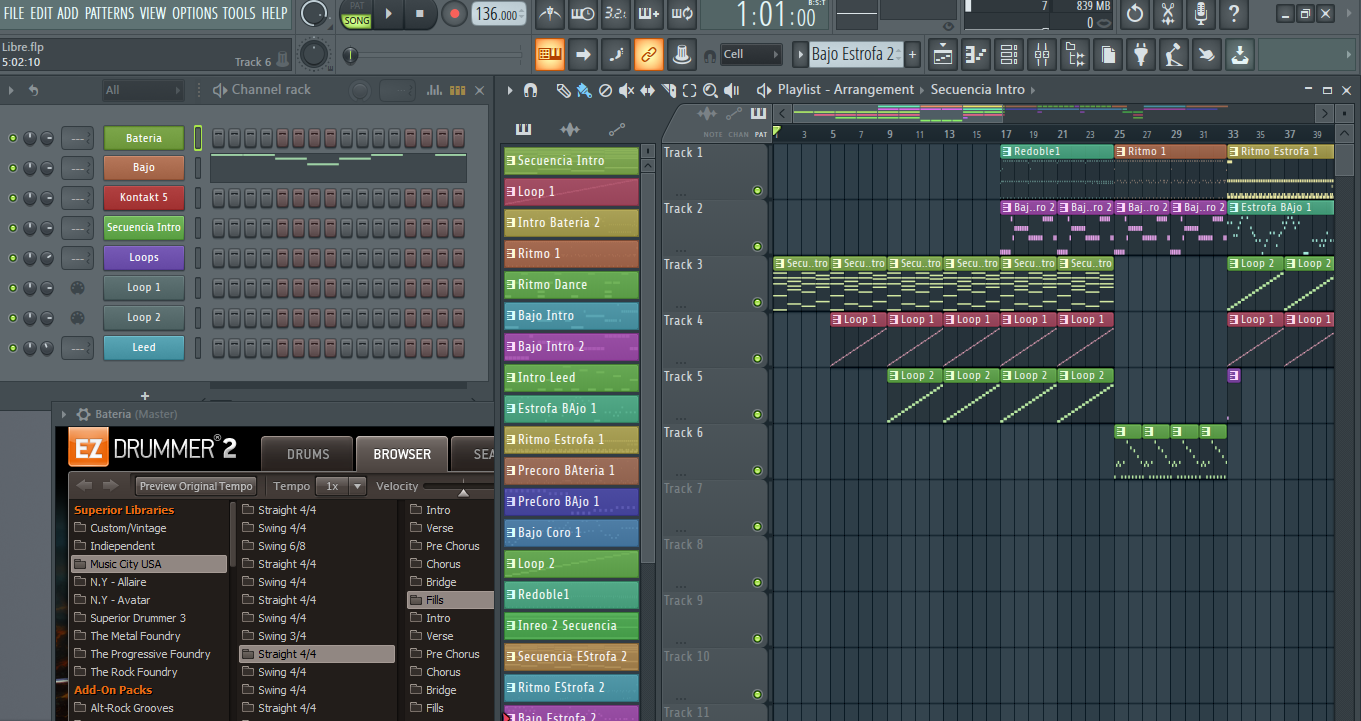 FILE EDIT ADD PATTERNS VIEW OPTIONS TOOLS HELP
PAT
SONG
136.000
3.2.
1:01:00
B:S:T
7
839 MB
0
Libre.flp
5:02:10
Track 6
Cell
Bajo Estrofa 2
All
Channel rack
Bateria
Bajo
Kontakt 5
Secuencia Intro
Loops
Loop 1
Loop 2
Leed
+
Bateria (Master)
EZ DRUMMER® 2
DRUMS
BROWSER
SEA
Preview Original Tempo
Tempo
1x
Velocity
Superior Libraries
Custom/Vintage
Indiependent
Music City USA
N.Y - Allaire
N.Y - Avatar
Superior Drummer 3
The Metal Foundry
The Progressive Foundry
The Rock Foundry
Add-On Packs
Alt-Rock Grooves
Straight 4/4
Swing 4/4
Swing 6/8
Straight 4/4
Swing 4/4
Straight 4/4
Swing 4/4
Swing 3/4
Straight 4/4
Swing 4/4
Swing 4/4
Straight 4/4
Intro
Verse
Pre Chorus
Chorus
Bridge
Fills
Intro
Verse
Pre Chorus
Chorus
Bridge
Fills
Playlist - Arrangement › Secuencia Intro ›
NOTE CHAN PAT
Secuencia Intro
Loop 1
Intro Bateria 2
Ritmo 1
Ritmo Dance
Bajo Intro
Bajo Intro 2
Intro Leed
Estrofa BAjo 1
Ritmo Estrofa 1
Precoro BAteria 1
PreCoro BAjo 1
Bajo Coro 1
Loop 2
Redoble1
Inreo 2 Secuencia
Secuencia EStrofa 2
Ritmo EStrofa 2
Bajo Estrofa 2
3 5 7 9 11 13 15 17 19 21 23 25 27 29 31 33 35 37 39
Track 1
Redoble1
Ritmo 1
Ritmo Estrofa 1
Track 2
Baj..ro 2
Baj..ro 2
Baj..ro 2
Baj..ro 2
Estrofa BAjo 1
Track 3
Secu..tro
Secu..tro
Secu..tro
Secu..tro
Secu..tro
Secu..tro
Loop 2
Loop 2
Track 4
Loop 1
Loop 1
Loop 1
Loop 1
Loop 1
Loop 1
Loop 1
Track 5
Loop 2
Loop 2
Loop 2
Loop 2
Track 6
Track 7
Track 8
Track 9
Track 10
Track 11